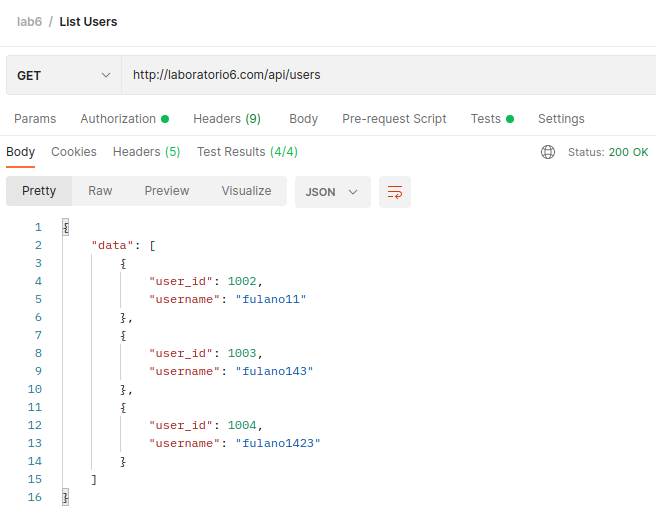 lab6 / List Users
GET http://laboratorio6.com/api/users
Params Authorization Headers (9) Body Pre-request Script Tests Settings
Body Cookies Headers (5) Test Results (4/4) Status: 200 OK
Pretty Raw Preview Visualize JSON
1 {
2 "data": [
3 {
4 "user_id": 1002,
5 "username": "fulano11"
6 },
7 {
8 "user_id": 1003,
9 "username": "fulano143"
10 },
11 {
12 "user_id": 1004,
13 "username": "fulano1423"
14 }
15 ]
16 }